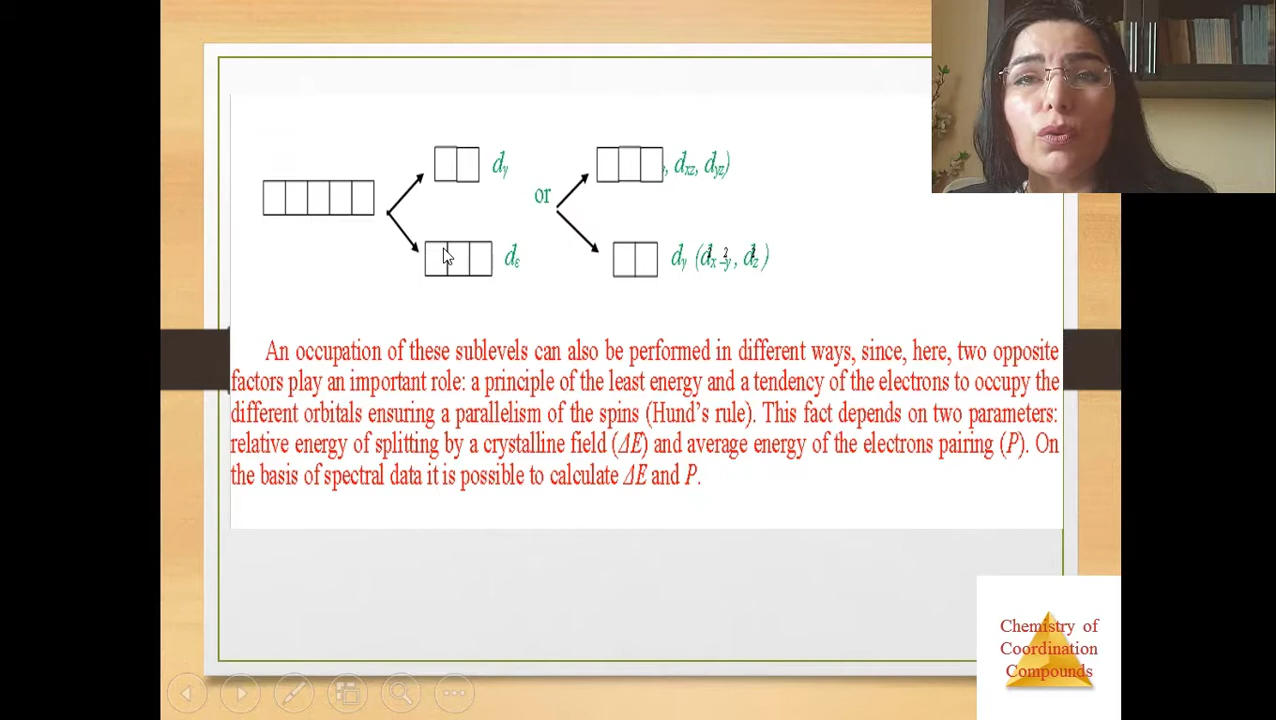 dγ
or
, dxz, dyz)
dε
dγ (dx²-y², dz²)
An occupation of these sublevels can also be performed in different ways, since, here, two opposite
factors play an important role: a principle of the least energy and a tendency of the electrons to occupy the
different orbitals ensuring a parallelism of the spins (Hund's rule). This fact depends on two parameters:
relative energy of splitting by a crystalline field (ΔE) and average energy of the electrons pairing (P). On
the basis of spectral data it is possible to calculate ΔE and P.
Chemistry of
Coordination
Compounds